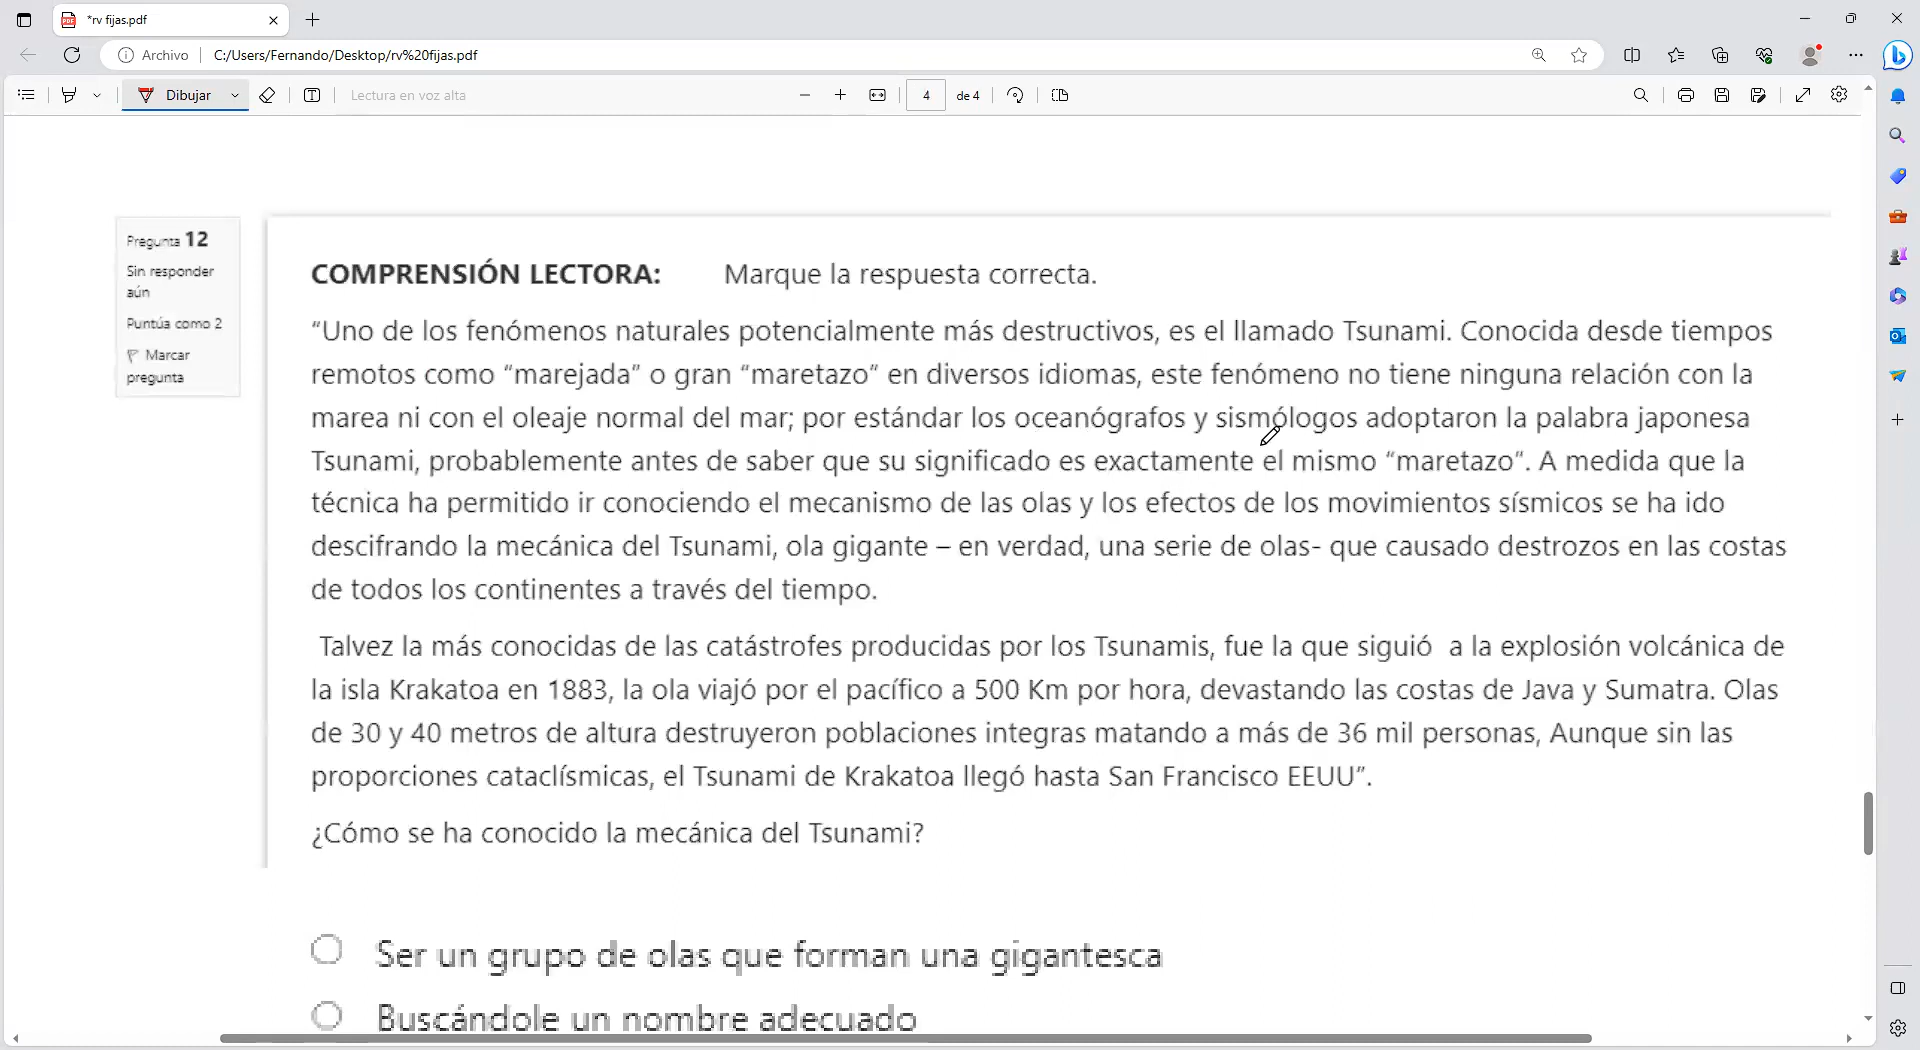 *rv fijas.pdf
Archivo C:/Users/Fernando/Desktop/rv%20fijas.pdf
Dibujar Lectura en voz alta 4 de 4
Pregunta 12
Sin responder
aún
Puntúa como 2
Marcar
pregunta
COMPRENSIÓN LECTORA: Marque la respuesta correcta.
“Uno de los fenómenos naturales potencialmente más destructivos, es el llamado Tsunami. Conocida desde tiempos
remotos como “marejada” o gran “maretazo” en diversos idiomas, este fenómeno no tiene ninguna relación con la
marea ni con el oleaje normal del mar; por estándar los oceanógrafos y sismólogos adoptaron la palabra japonesa
Tsunami, probablemente antes de saber que su significado es exactamente el mismo “maretazo”. A medida que la
técnica ha permitido ir conociendo el mecanismo de las olas y los efectos de los movimientos sísmicos se ha ido
descifrando la mecánica del Tsunami, ola gigante – en verdad, una serie de olas- que causado destrozos en las costas
de todos los continentes a través del tiempo.
Talvez la más conocidas de las catástrofes producidas por los Tsunamis, fue la que siguió a la explosión volcánica de
la isla Krakatoa en 1883, la ola viajó por el pacífico a 500 Km por hora, devastando las costas de Java y Sumatra. Olas
de 30 y 40 metros de altura destruyeron poblaciones integras matando a más de 36 mil personas, Aunque sin las
proporciones cataclísmicas, el Tsunami de Krakatoa llegó hasta San Francisco EEUU”.
¿Cómo se ha conocido la mecánica del Tsunami?
Ser un grupo de olas que forman una gigantesca
Buscándole un nombre adecuado